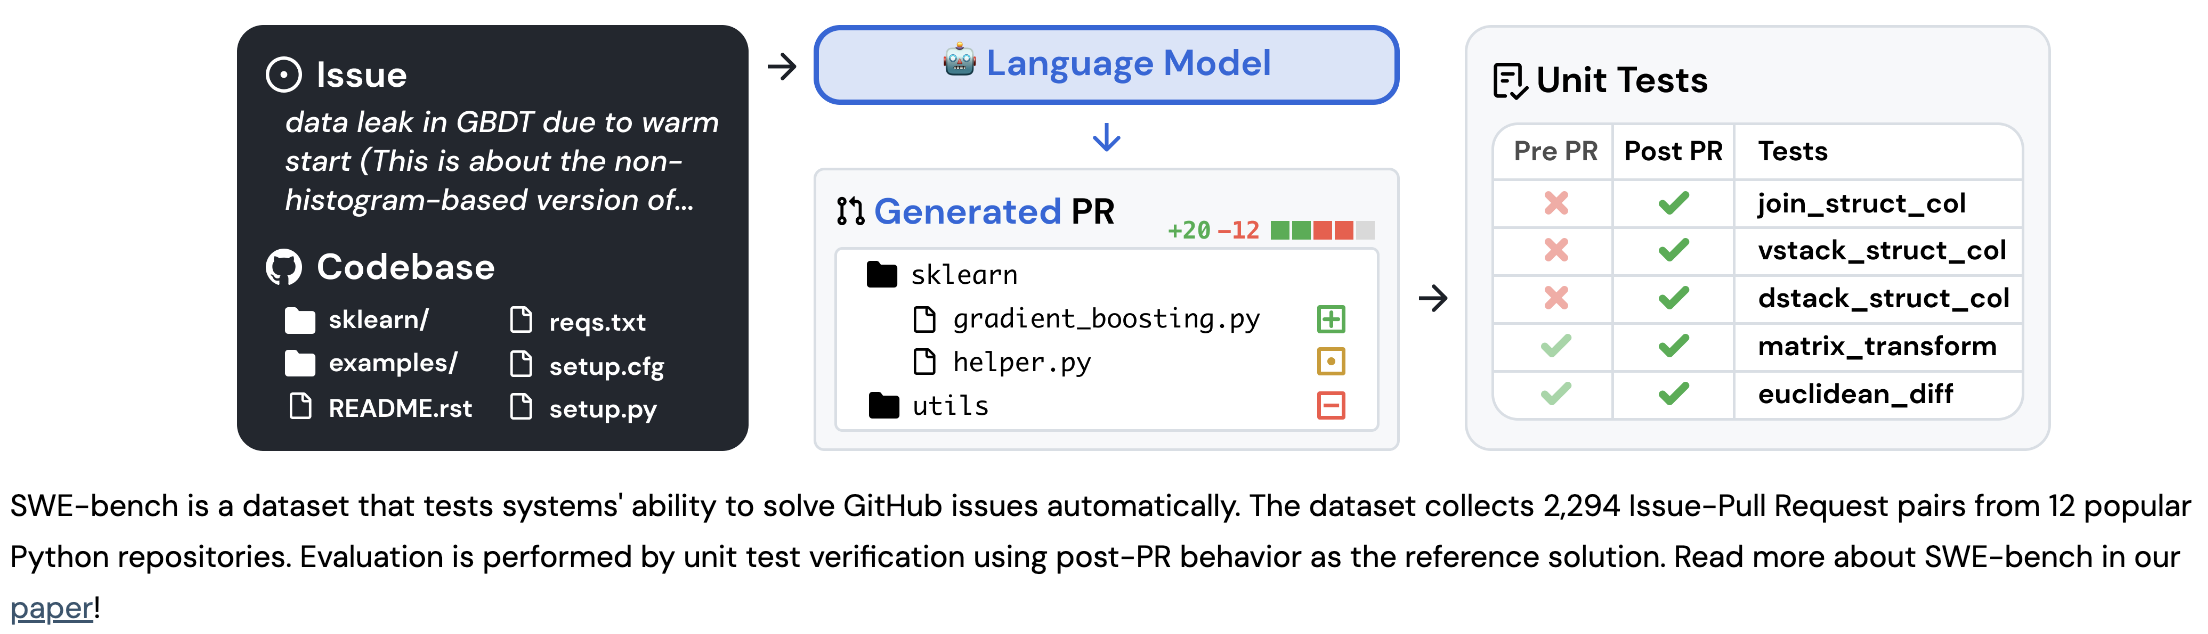 Issue
data leak in GBDT due to warm
start (This is about the non-
histogram-based version of...
Codebase
sklearn/
examples/
README.rst
reqs.txt
setup.cfg
setup.py
Language Model
Generated PR
+20 -12
sklearn
gradient_boosting.py
helper.py
utils
Unit Tests
Pre PR Post PR Tests
join_struct_col
vstack_struct_col
dstack_struct_col
matrix_transform
euclidean_diff
SWE-bench is a dataset that tests systems' ability to solve GitHub issues automatically. The dataset collects 2,294 Issue-Pull Request pairs from 12 popular
Python repositories. Evaluation is performed by unit test verification using post-PR behavior as the reference solution. Read more about SWE-bench in our
paper!